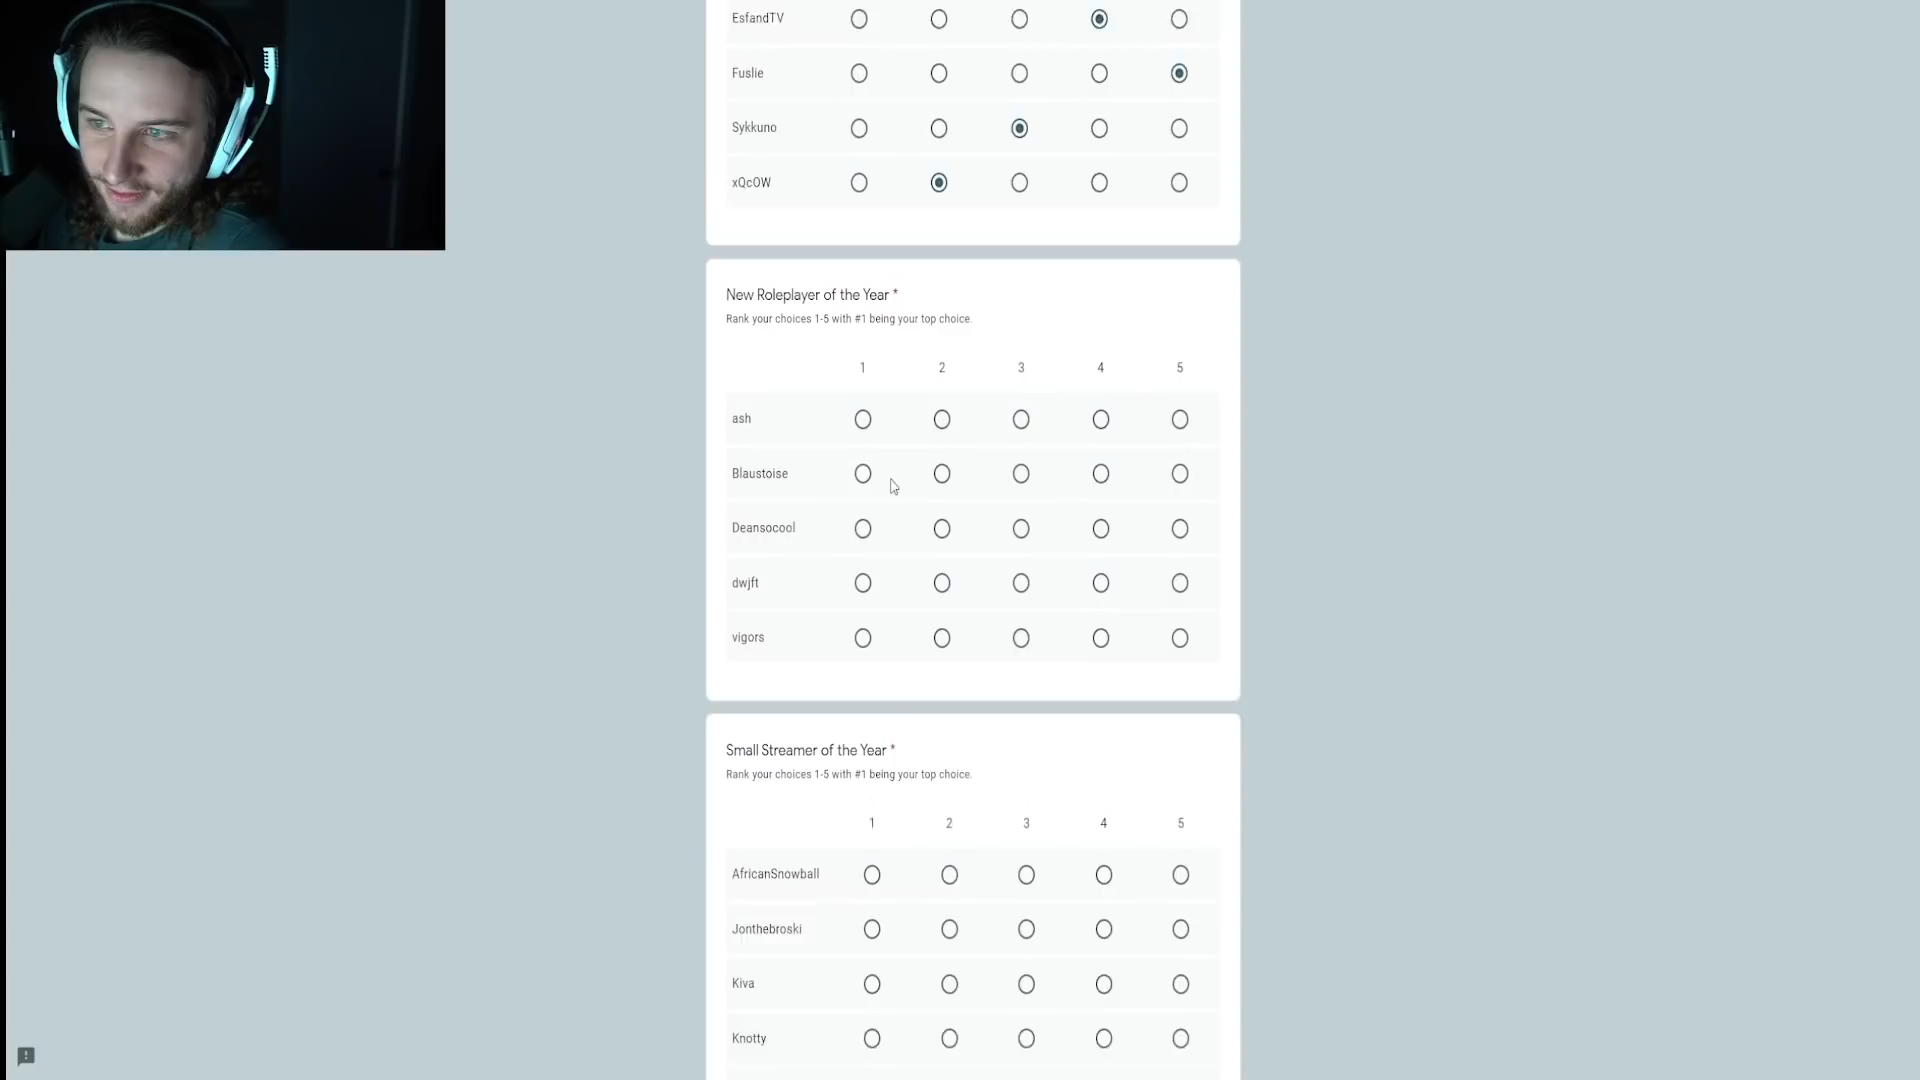 EsfandTV
Fuslie
Sykkuno
xQcOW
New Roleplayer of the Year *
Rank your choices 1-5 with #1 being your top choice.
1 2 3 4 5
ash
Blaustoise
Deansocool
dwjft
vigors
Small Streamer of the Year *
Rank your choices 1-5 with #1 being your top choice.
1 2 3 4 5
AfricanSnowball
Jonthebroski
Kiva
Knotty